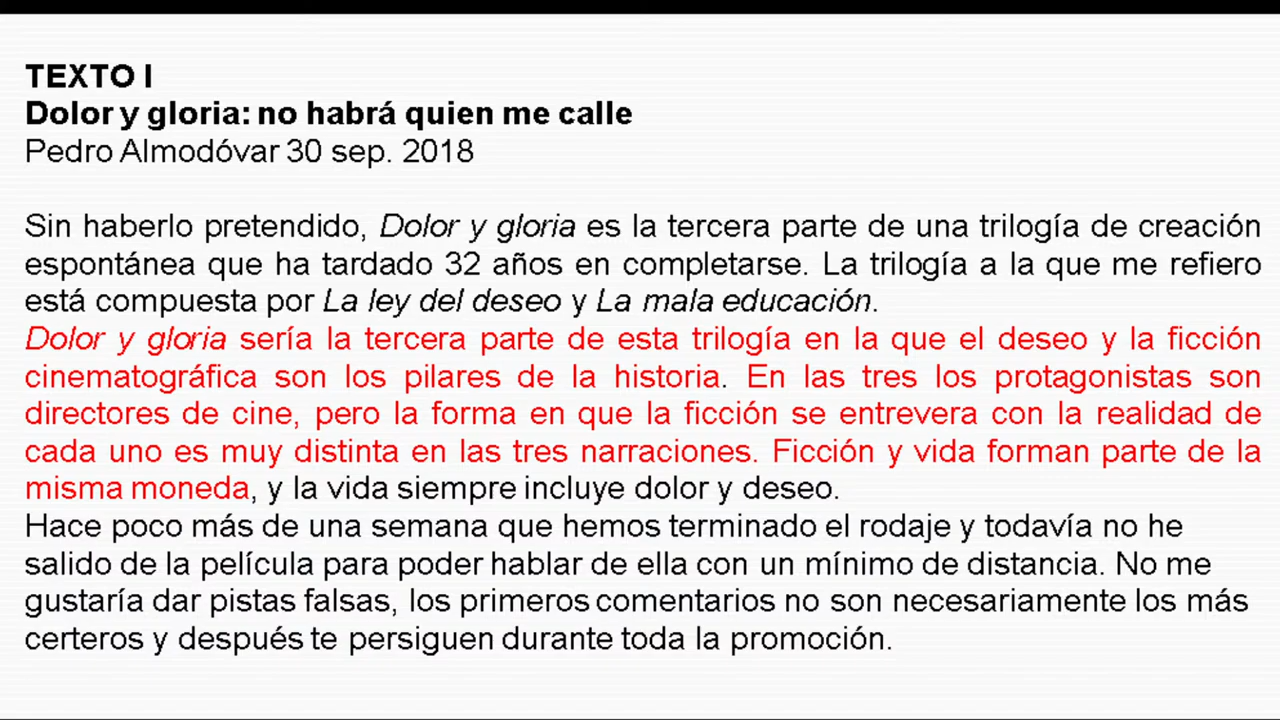 TEXTO I
Dolor y gloria: no habrá quien me calle
Pedro Almodóvar 30 sep. 2018
Sin haberlo pretendido, Dolor y gloria es la tercera parte de una trilogía de creación
espontánea que ha tardado 32 años en completarse. La trilogía a la que me refiero
está compuesta por La ley del deseo y La mala educación.
Dolor y gloria sería la tercera parte de esta trilogía en la que el deseo y la ficción
cinematográfica son los pilares de la historia. En las tres los protagonistas son
directores de cine, pero la forma en que la ficción se entrevera con la realidad de
cada uno es muy distinta en las tres narraciones. Ficción y vida forman parte de la
misma moneda, y la vida siempre incluye dolor y deseo.
Hace poco más de una semana que hemos terminado el rodaje y todavía no he
salido de la película para poder hablar de ella con un mínimo de distancia. No me
gustaría dar pistas falsas, los primeros comentarios no son necesariamente los más
certeros y después te persiguen durante toda la promoción.